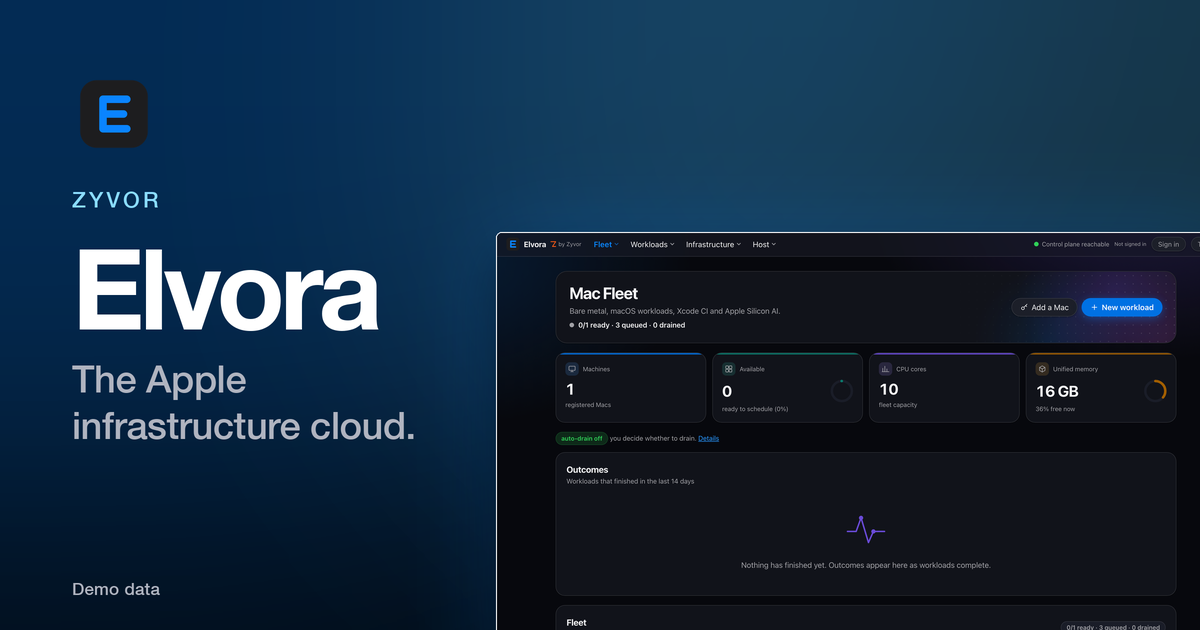 E
ZYVOR
Elvora
The Apple
infrastructure cloud.
Demo data
E Elvora Z by Zyvor Fleet Workloads Infrastructure Host Control plane reachable Not signed in Sign in
Mac Fleet
Bare metal, macOS workloads, Xcode CI and Apple Silicon AI.
0/1 ready · 3 queued · 0 drained
Add a Mac + New workload
Machines
1
registered Macs
Available
0
ready to schedule (0%)
CPU cores
10
fleet capacity
Unified memory
16 GB
36% free now
auto-drain off you decide whether to drain. Details
Outcomes
Workloads that finished in the last 14 days
Nothing has finished yet. Outcomes appear here as workloads complete.
Fleet
0/1 ready · 3 queued · 0 drained